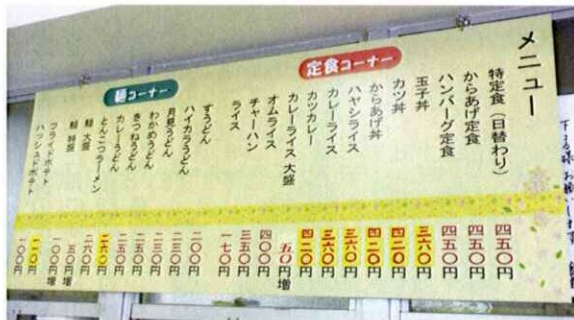 メニュー
特定食（日替わり） 四五〇円
からあげ定食 四五〇円
ハンバーグ定食 四五〇円
定食コーナー
玉子丼 三六〇円
カツ丼 四二〇円
からあげ丼 四二〇円
ハヤシライス 三六〇円
カレーライス 三六〇円
カツカレー 四二〇円
カレーライス 大盛 五〇円増
オムライス 四〇〇円
チャーハン 三五〇円
ライス 一七〇円
麺コーナー
すうどん 二〇〇円
ハイカラうどん 二三〇円
月見うどん 二三〇円
わかめうどん 二五〇円
きつねうどん 二五〇円
カレーうどん 二六〇円
とんこつラーメン 二六〇円
麺 大盛 五〇円増
麺 特盛 一〇〇円増
フライドポテト 一二〇円
ハッシュドポテト 一〇〇円